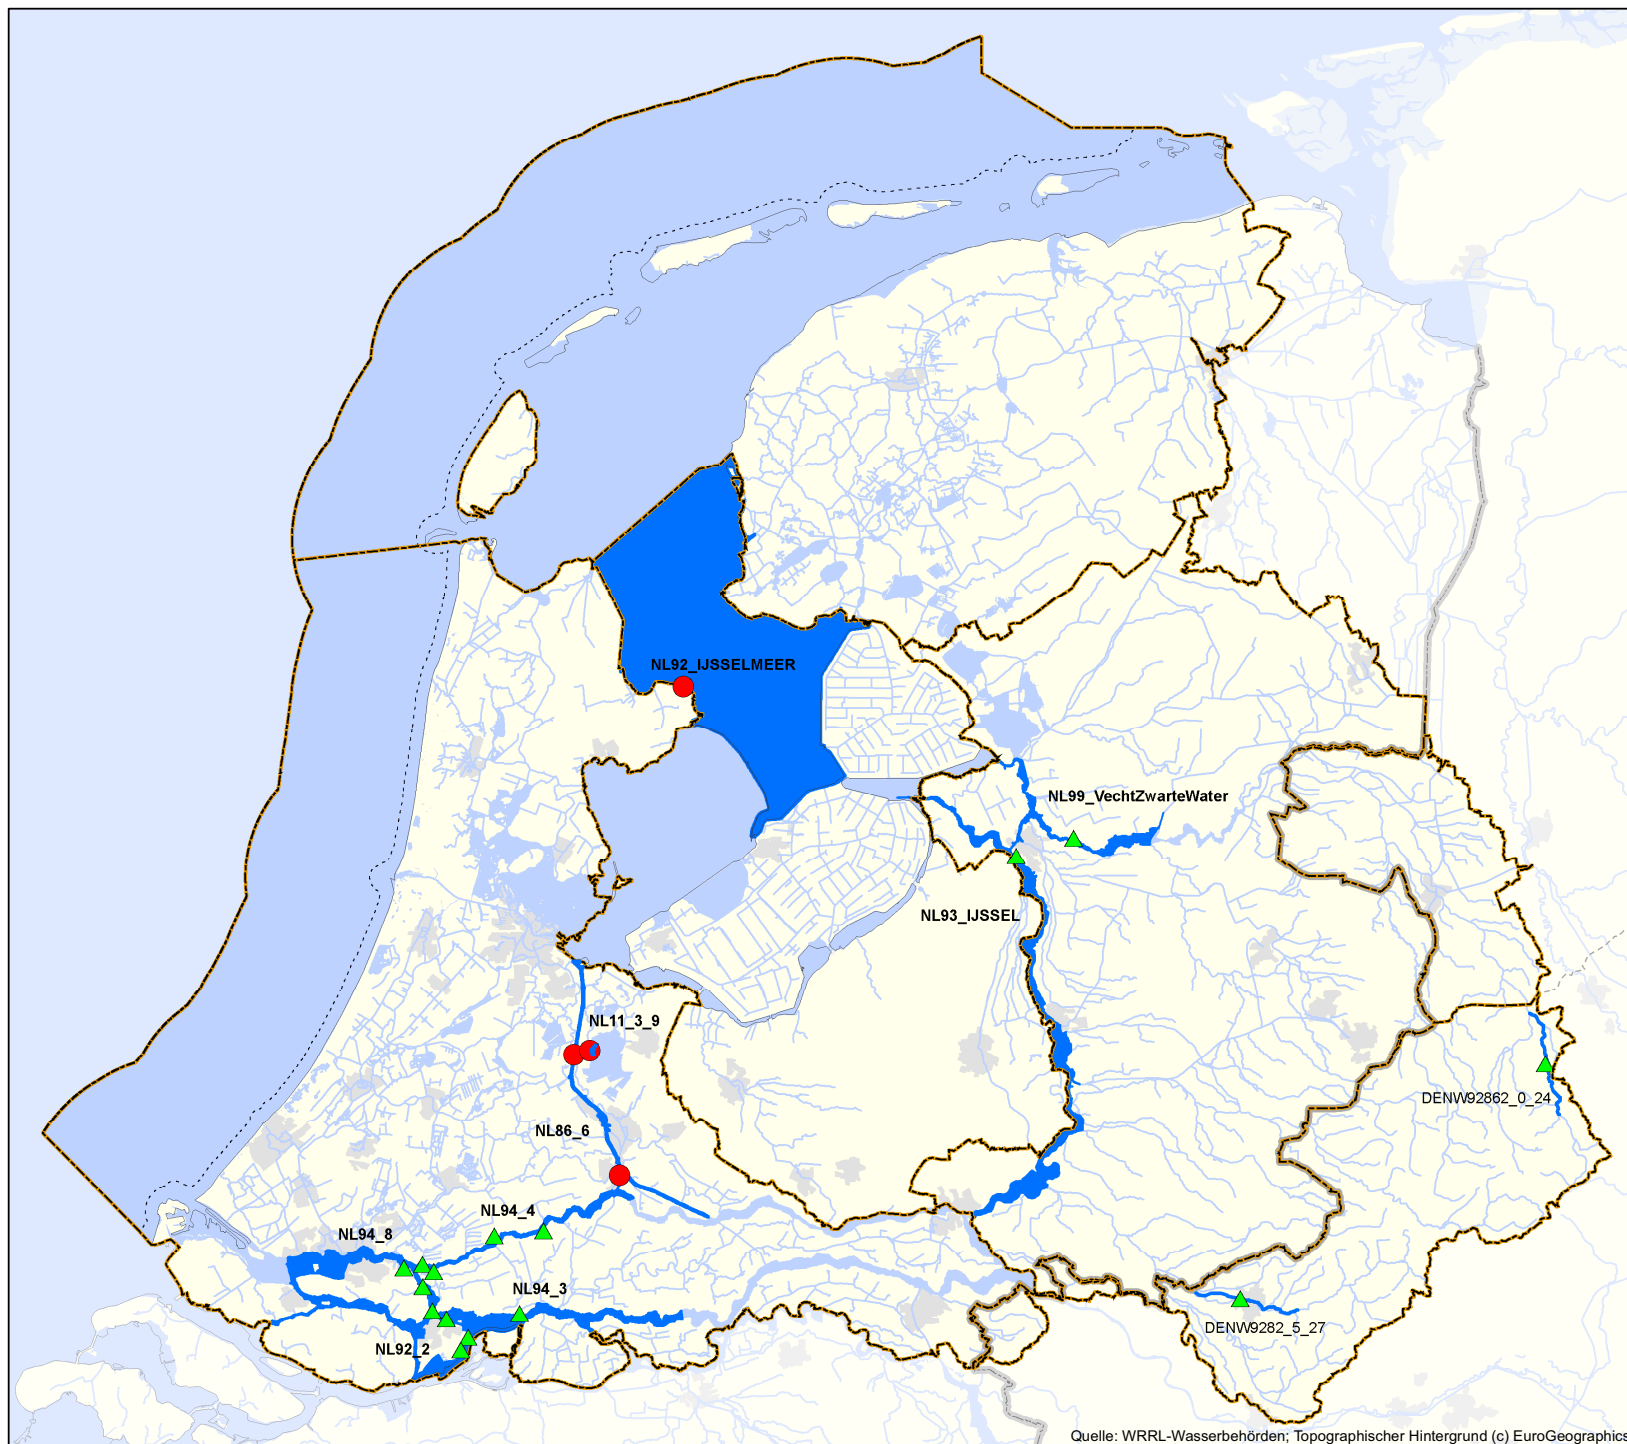 NL92_IJSSELMEER
NL99_VechtZwarteWater
NL93_IJSSEL
NL11_3_9
DENW92862_0_24
NL86_6
NL94_4
NL94_8
NL94_3
DENW9282_5_27
NL92_2
Quelle: WRRL-Wasserbehörden; Topographischer Hintergrund (c) EuroGeographics